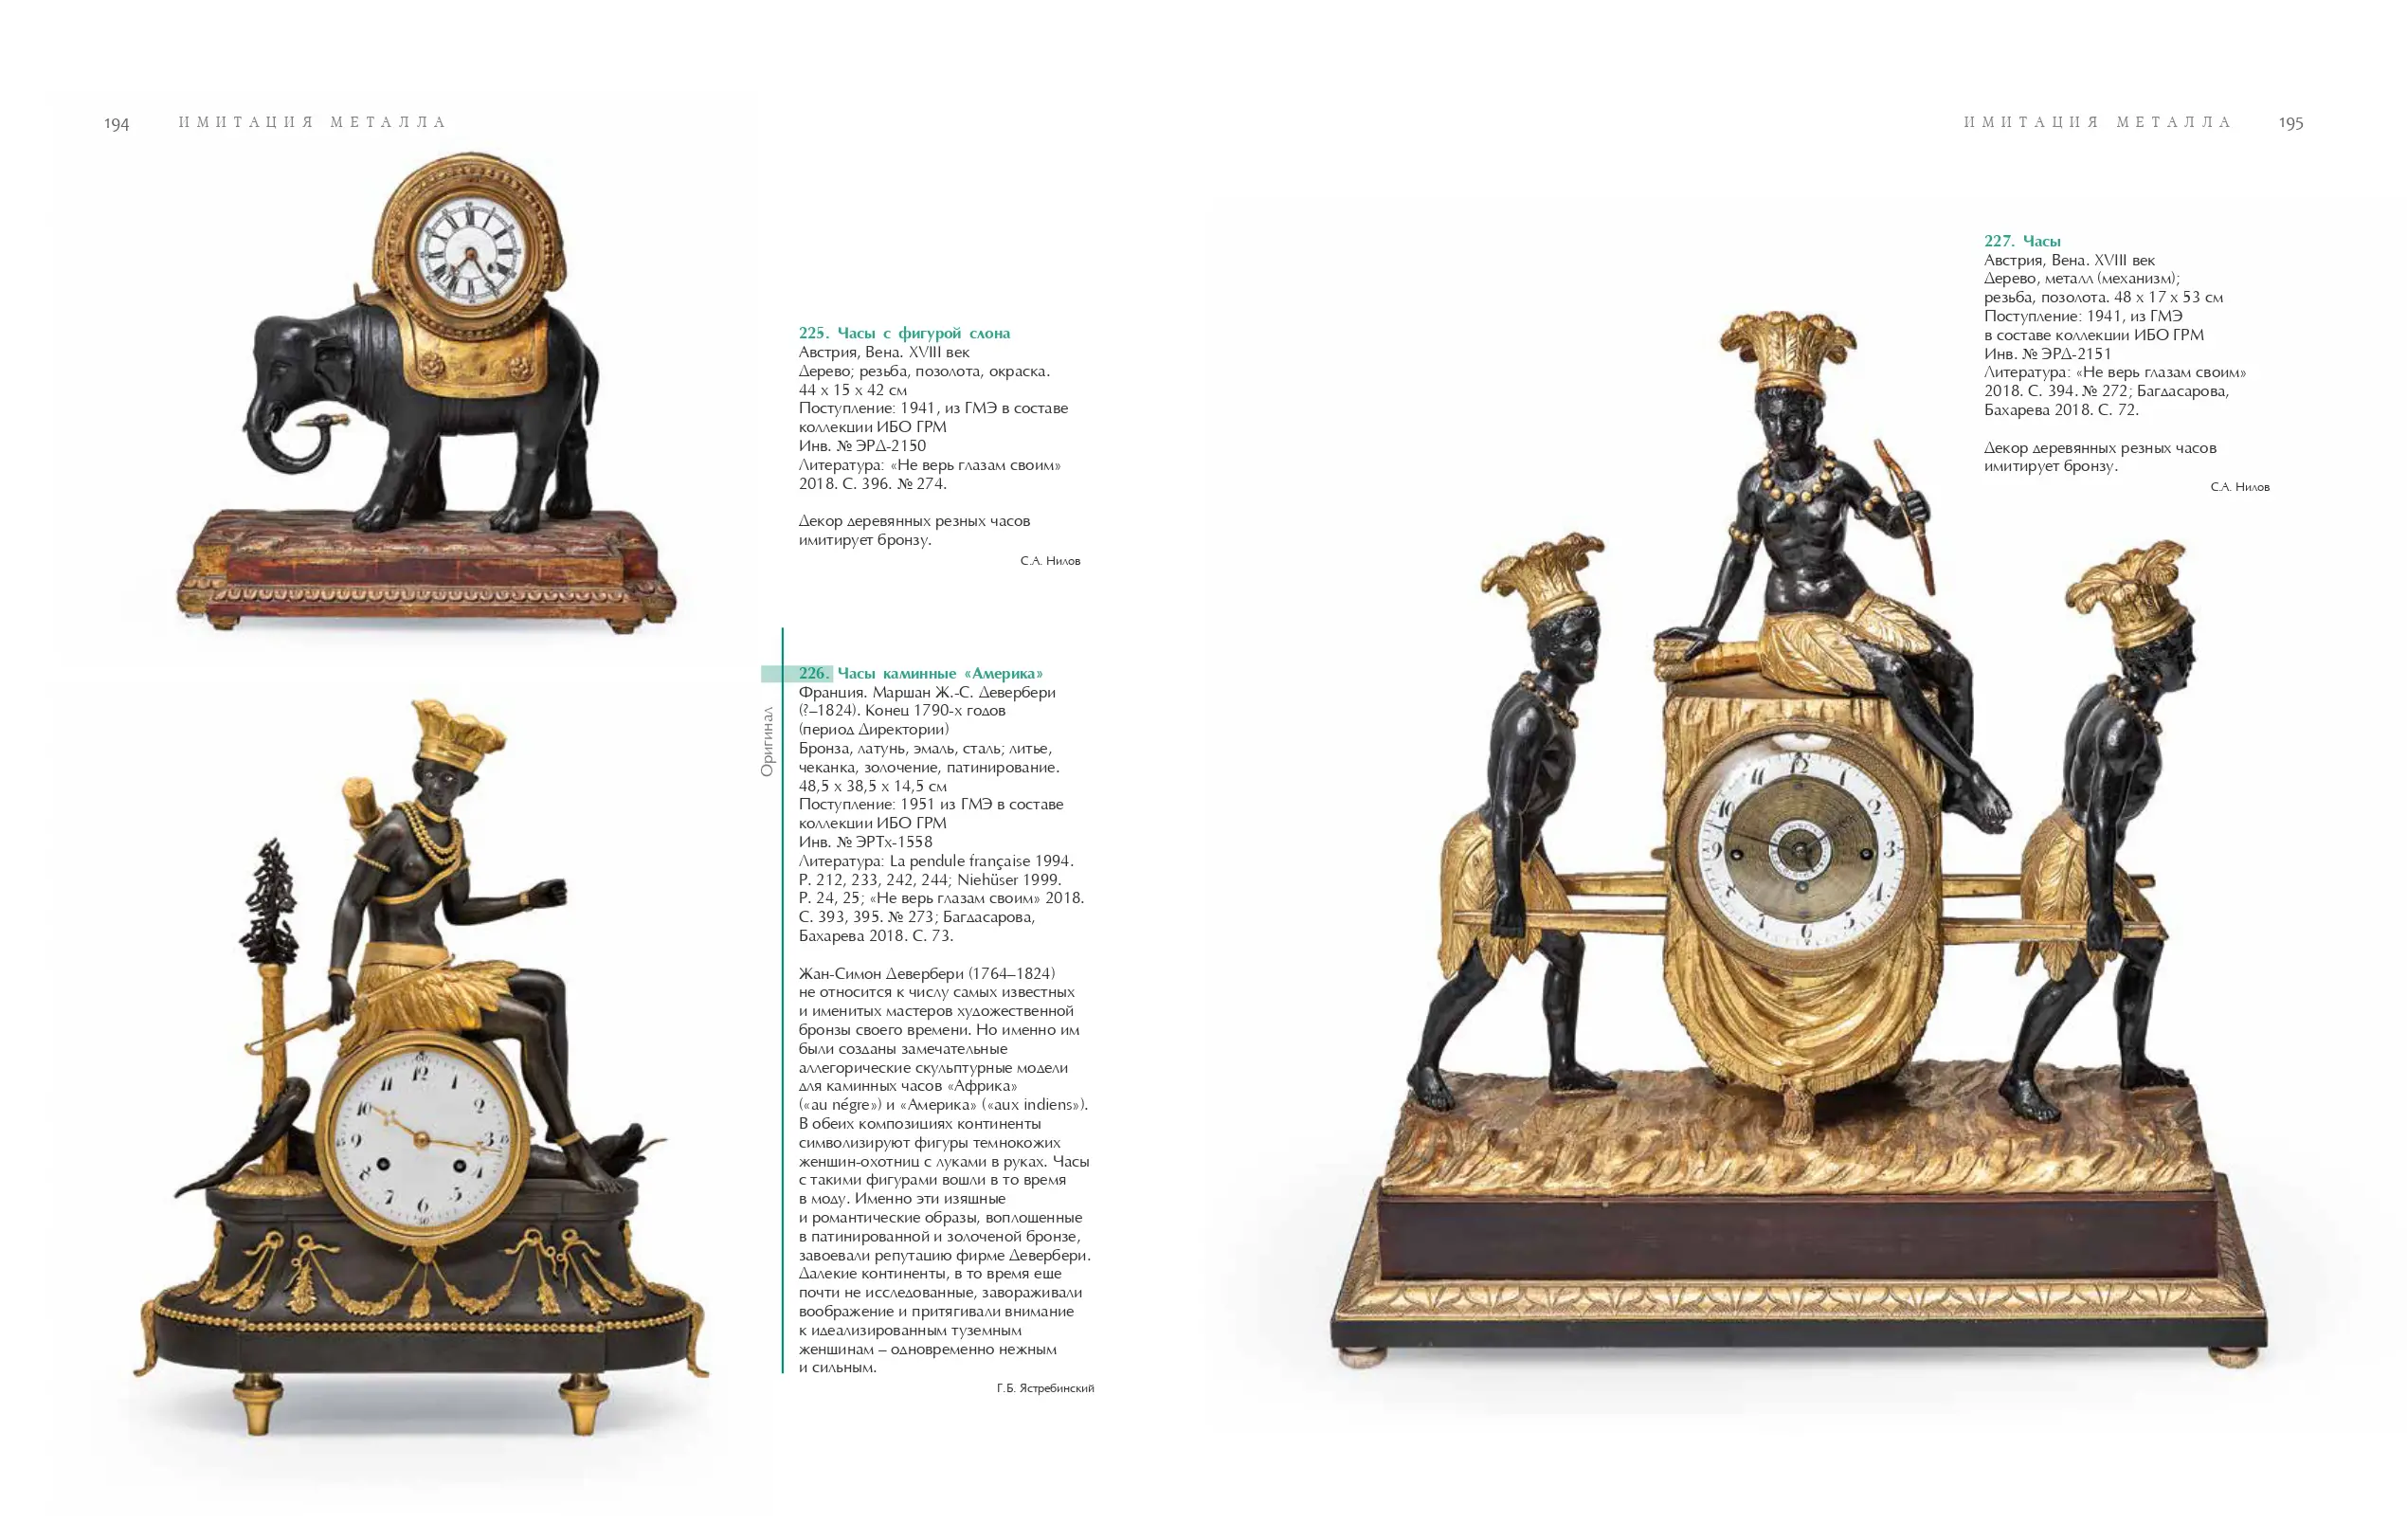 194 ИМИТАЦИЯ МЕТАЛЛА
225. Часы с фигурой слона
Австрия, Вена. XVIII век
Дерево; резьба, позолота, окраска.
44 x 15 x 42 см
Поступление: 1941, из ГМЭ в составе
коллекции ИБО ГРМ
Инв. № ЭРД-2150
Литература: «Не верь глазам своим»
2018. С. 396. № 274.
Декор деревянных резных часов
имитирует бронзу.
С.А. Нилов
Оригинал
226. Часы каминные «Америка»
Франция. Маршан Ж.-С. Девербери
(?–1824). Конец 1790-х годов
(период Директории)
Бронза, латунь, эмаль, сталь; литье,
чеканка, золочение, патинирование.
48,5 x 38,5 x 14,5 см
Поступление: 1951 из ГМЭ в составе
коллекции ИБО ГРМ
Инв. № ЭРТх-1558
Литература: La pendule française 1994.
P. 212, 233, 242, 244; Niehüser 1999.
P. 24, 25; «Не верь глазам своим» 2018.
С. 393, 395. № 273; Багдасарова,
Бахарева 2018. С. 73.
Жан-Симон Девербери (1764–1824)
не относится к числу самых известных
и именитых мастеров художественной
бронзы своего времени. Но именно им
были созданы замечательные
аллегорические скульптурные модели
для каминных часов «Африка»
(«au négre») и «Америка» («aux indiens»).
В обеих композициях континенты
символизируют фигуры темнокожих
женщин-охотниц с луками в руках. Часы
с такими фигурами вошли в то время
в моду. Именно эти изящные
и романтические образы, воплощенные
в патинированной и золоченой бронзе,
завоевали репутацию фирме Девербери.
Далекие континенты, в то время еще
почти не исследованные, завораживали
воображение и притягивали внимание
к идеализированным туземным
женщинам – одновременно нежным
и сильным.
Г.Б. Ястребинский
ИМИТАЦИЯ МЕТАЛЛА 195
227. Часы
Австрия, Вена. XVIII век
Дерево, металл (механизм);
резьба, позолота. 48 x 17 x 53 см
Поступление: 1941, из ГМЭ
в составе коллекции ИБО ГРМ
Инв. № ЭРД-2151
Литература: «Не верь глазам своим»
2018. С. 394. № 272; Багдасарова,
Бахарева 2018. С. 72.
Декор деревянных резных часов
имитирует бронзу.
С.А. Нилов